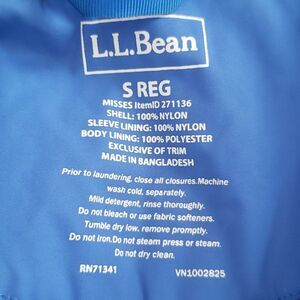 L.L.Bean
S REG
MISSES ItemID 271136
SHELL: 100% NYLON
SLEEVE LINING: 100% NYLON
BODY LINING: 100% POLYESTER
EXCLUSIVE OF TRIM
MADE IN BANGLADESH
Prior to laundering, close all closures. Machine
wash cold, separately.
Mild detergent, rinse thoroughly.
Do not bleach or use fabric softeners.
Tumble dry low, remove promptly.
Do not iron.Do not steam press or steam.
Do not dry clean.
RN71341 VN1002825